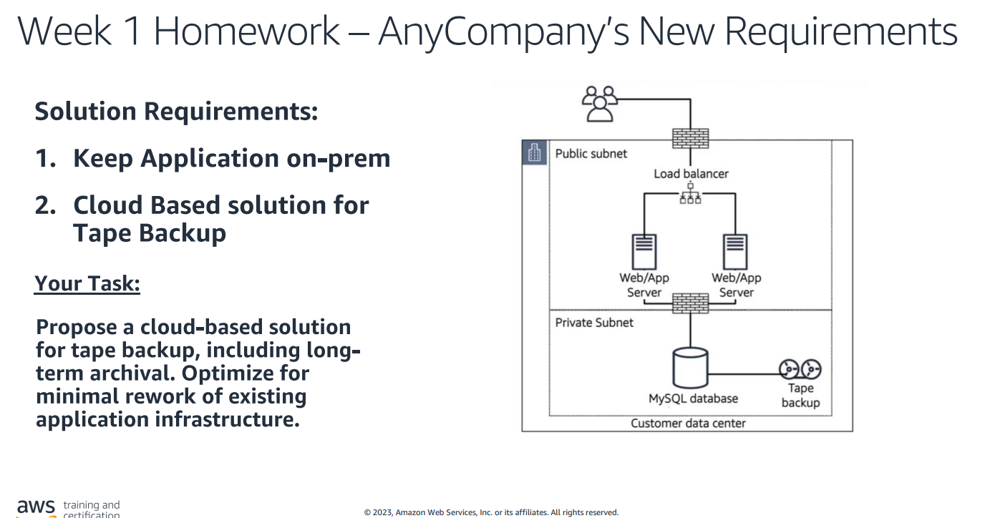 Week 1 Homework – AnyCompany's New Requirements
Solution Requirements:
1. Keep Application on-prem
2. Cloud Based solution for
Tape Backup
Your Task:
Propose a cloud-based solution
for tape backup, including long-
term archival. Optimize for
minimal rework of existing
application infrastructure.
Public subnet
Load balancer
Web/App
Server
Web/App
Server
Private Subnet
MySQL database
Tape
backup
Customer data center
aws
training and
certification
© 2023, Amazon Web Services, Inc. or its affiliates. All rights reserved.